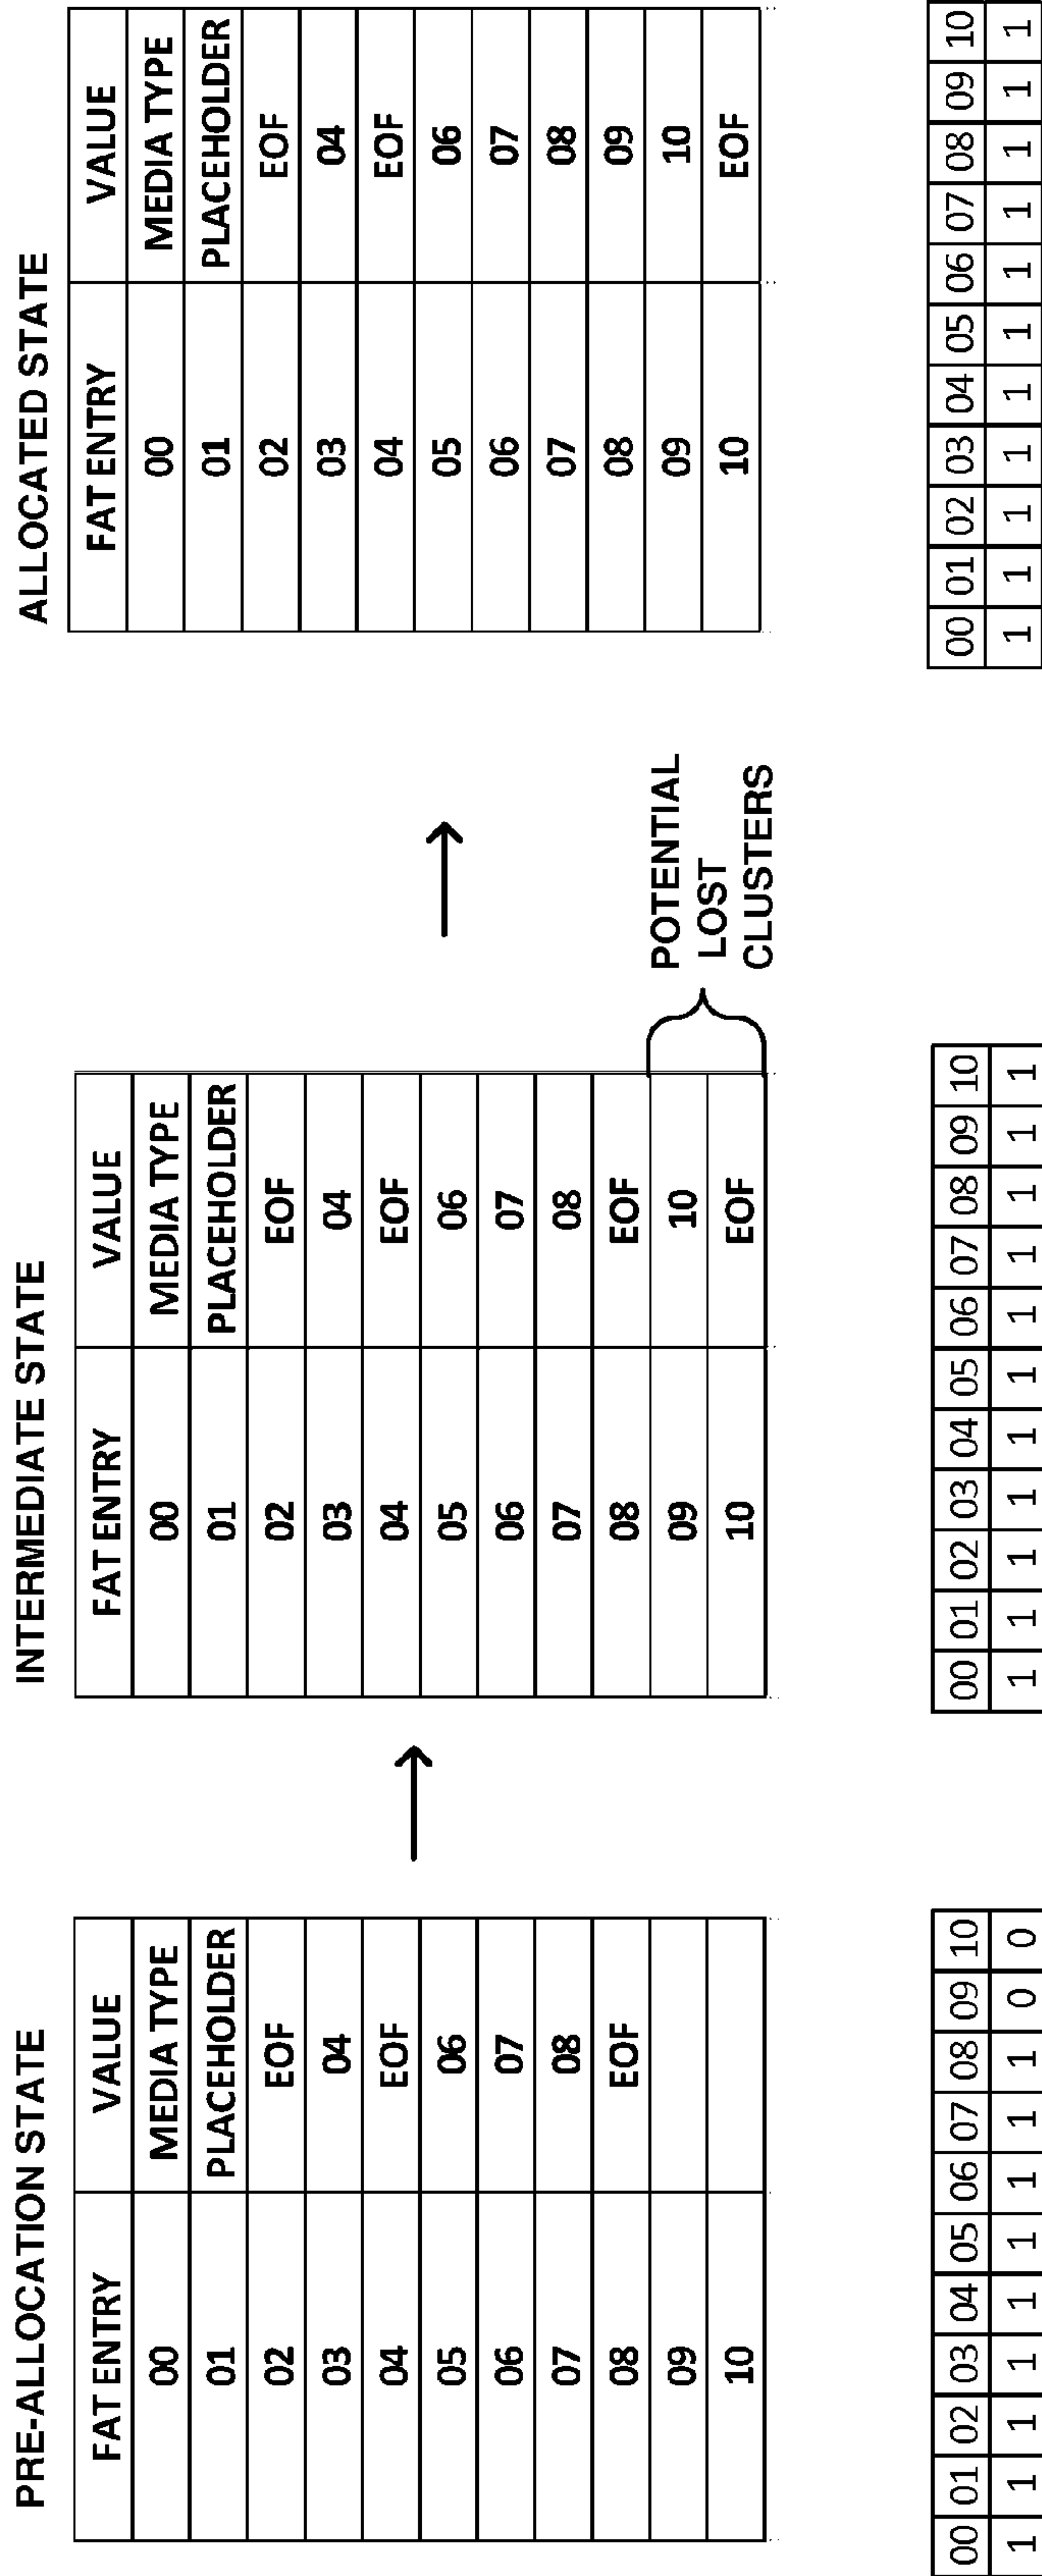 PRE-ALLOCATION STATE
FAT ENTRY VALUE
00 MEDIA TYPE
01 PLACEHOLDER
02 EOF
03 04
04 EOF
05 06
06 07
07 08
08 EOF
09
10
00 01 02 03 04 05 06 07 08 09 10
1 1 1 1 1 1 1 1 1 0 0
INTERMEDIATE STATE
FAT ENTRY VALUE
00 MEDIA TYPE
01 PLACEHOLDER
02 EOF
03 04
04 EOF
05 06
06 07
07 08
08 EOF
09 10
10 EOF
POTENTIAL
LOST
CLUSTERS
00 01 02 03 04 05 06 07 08 09 10
1 1 1 1 1 1 1 1 1 1 1
ALLOCATED STATE
FAT ENTRY VALUE
00 MEDIA TYPE
01 PLACEHOLDER
02 EOF
03 04
04 EOF
05 06
06 07
07 08
08 09
09 10
10 EOF
00 01 02 03 04 05 06 07 08 09 10
1 1 1 1 1 1 1 1 1 1 1